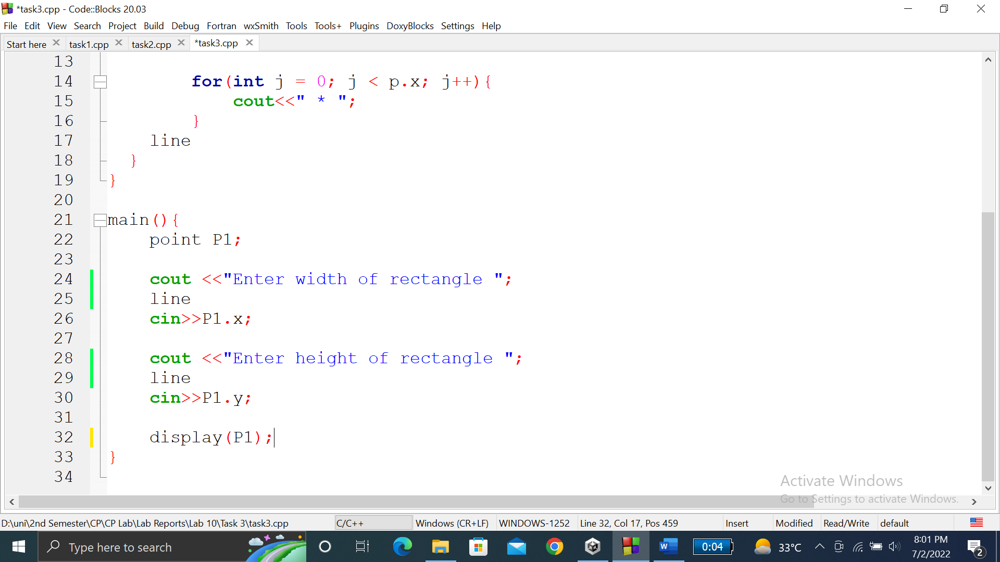 *task3.cpp - Code::Blocks 20.03
File Edit View Search Project Build Debug Fortran wxSmith Tools Tools+ Plugins DoxyBlocks Settings Help
Start here task1.cpp task2.cpp *task3.cpp
13
14 for(int j = 0; j < p.x; j++){
15 cout<<" * ";
16 }
17 line
18 }
19 }
20
21 main(){
22 point P1;
23
24 cout <<"Enter width of rectangle ";
25 line
26 cin>>P1.x;
27
28 cout <<"Enter height of rectangle ";
29 line
30 cin>>P1.y;
31
32 display(P1);
33 }
34
Activate Windows
Go to Settings to activate Windows.
D:\uni\2nd Semester\CP\CP Lab\Lab Reports\Lab 10\Task 3\task3.cpp C/C++ Windows (CR+LF) WINDOWS-1252 Line 32, Col 17, Pos 459 Insert Modified Read/Write default
Type here to search W 0:04 33°C 8:01 PM 2
7/2/2022